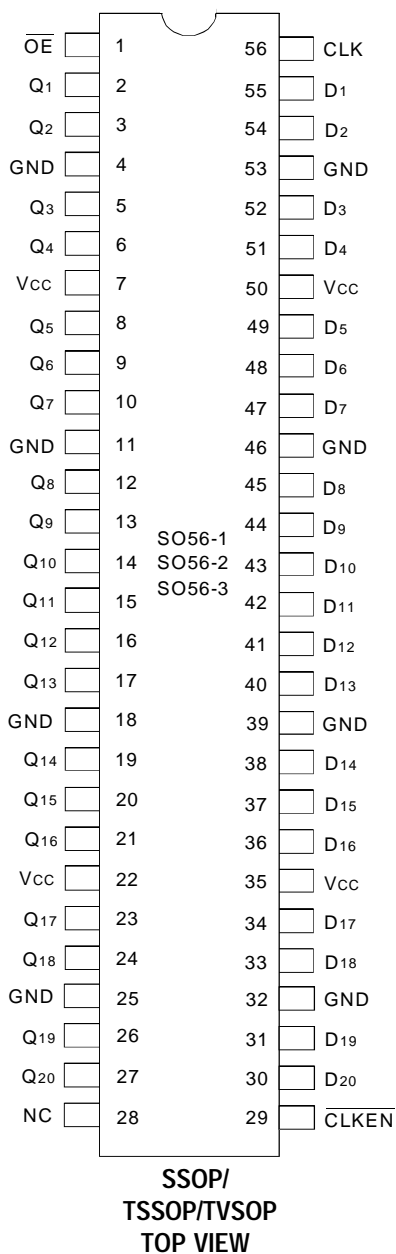 OE 1 56 CLK
Q1 2 55 D1
Q2 3 54 D2
GND 4 53 GND
Q3 5 52 D3
Q4 6 51 D4
VCC 7 50 VCC
Q5 8 49 D5
Q6 9 48 D6
Q7 10 47 D7
GND 11 46 GND
Q8 12 45 D8
Q9 13 44 D9
SO56-1
Q10 14 SO56-2 43 D10
SO56-3
Q11 15 42 D11
Q12 16 41 D12
Q13 17 40 D13
GND 18 39 GND
Q14 19 38 D14
Q15 20 37 D15
Q16 21 36 D16
VCC 22 35 VCC
Q17 23 34 D17
Q18 24 33 D18
GND 25 32 GND
Q19 26 31 D19
Q20 27 30 D20
NC 28 29 CLKEN
SSOP/
TSSOP/TVSOP
TOP VIEW